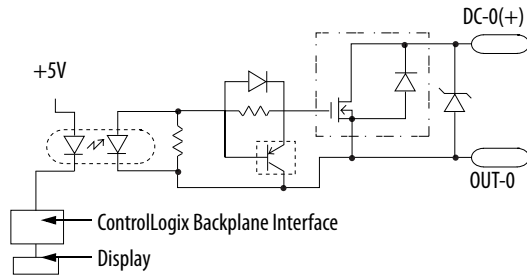 DC-0(+)
+5V
OUT-0
ControlLogix Backplane Interface
Display